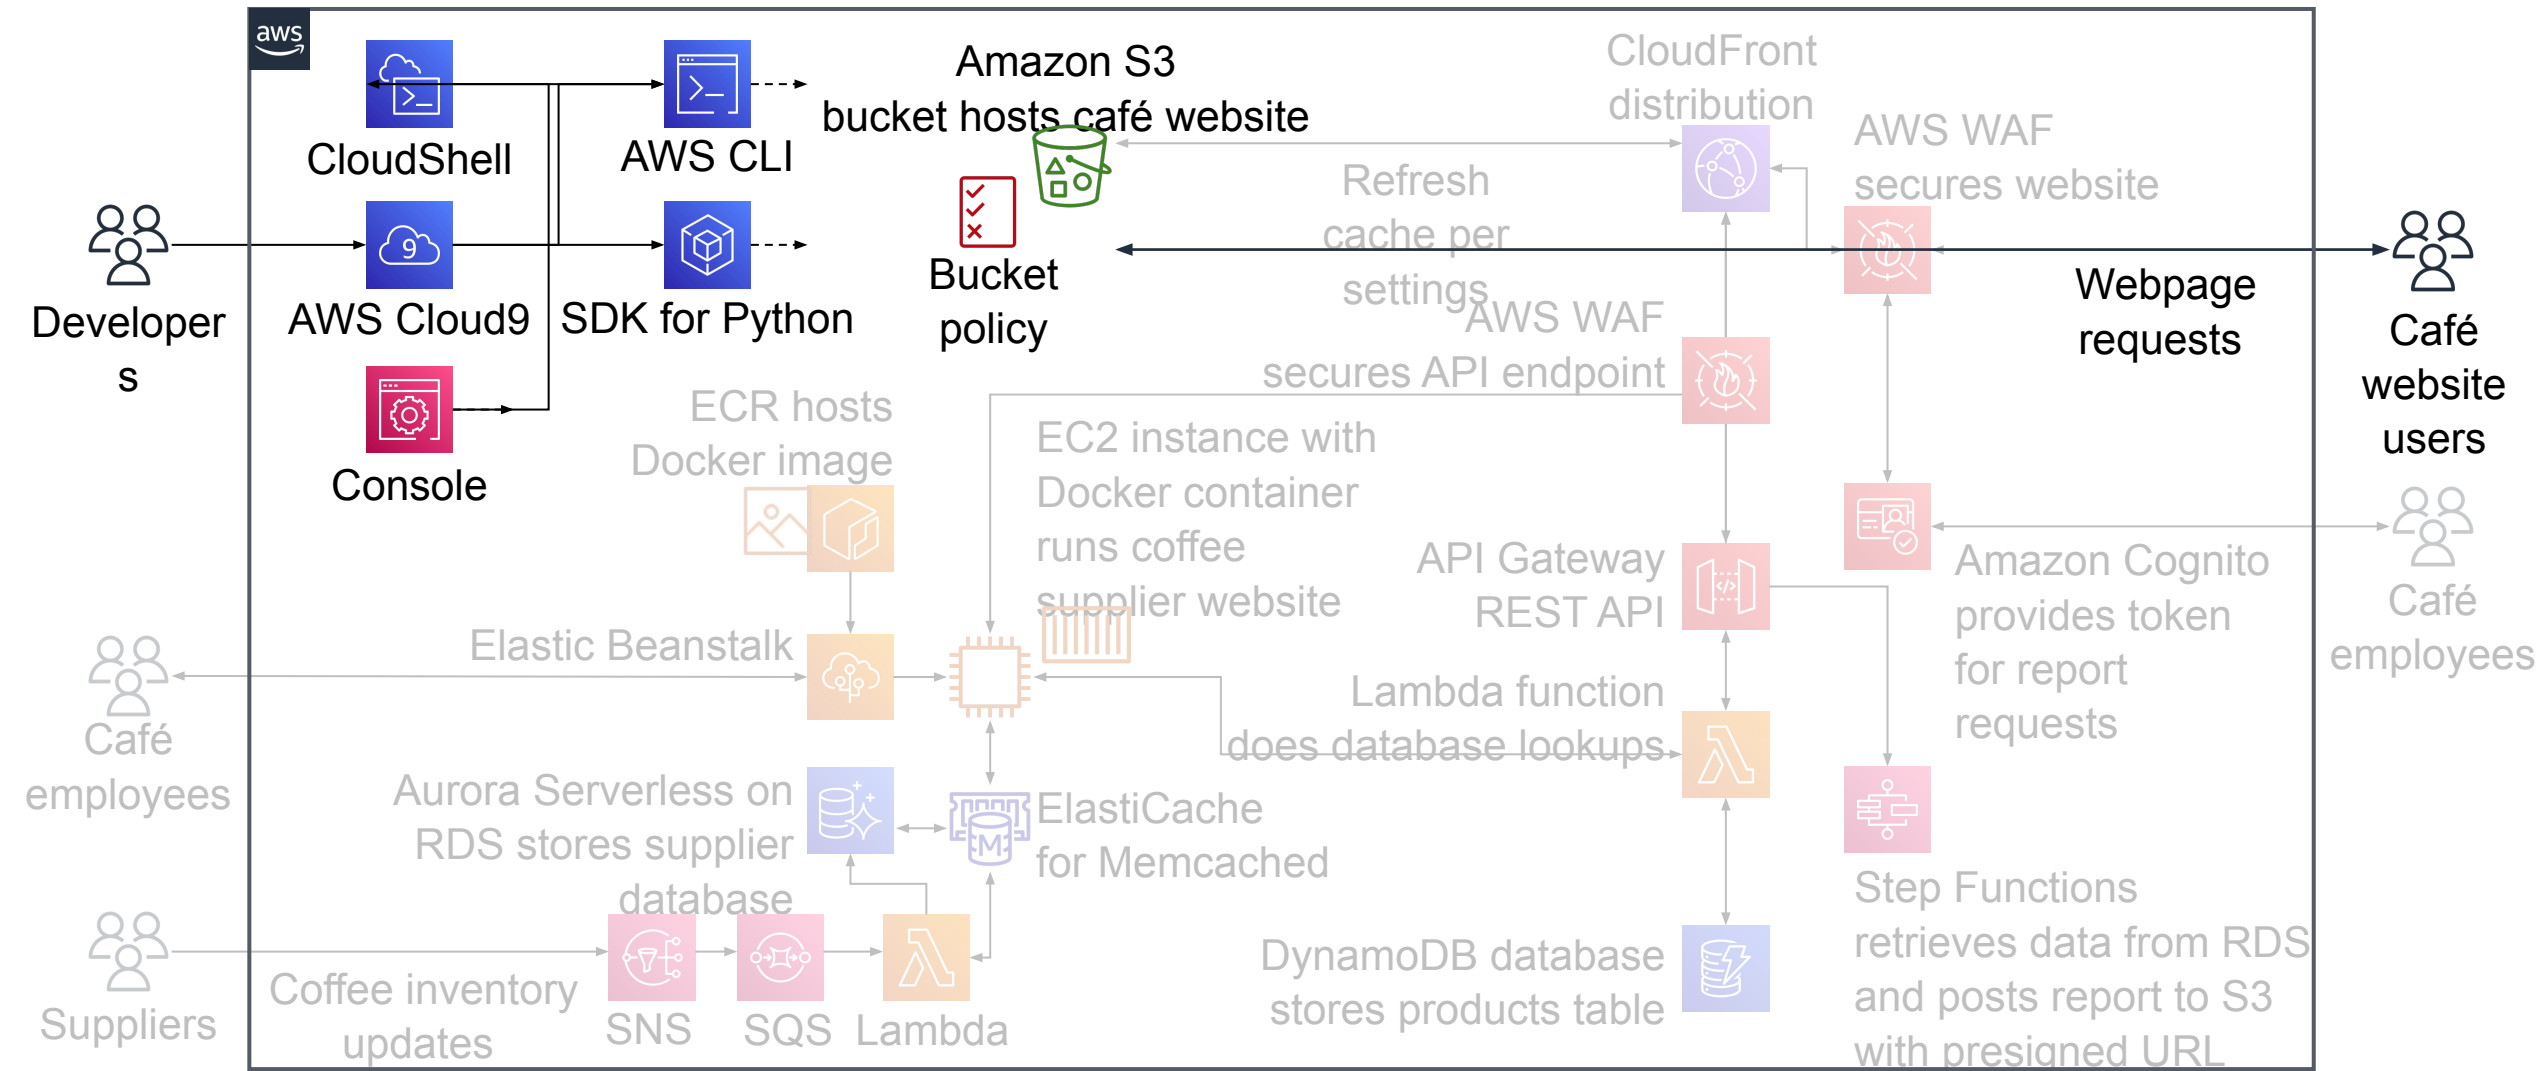 aws
Amazon S3
bucket hosts café website
CloudFront
distribution
CloudShell
AWS CLI
AWS WAF
secures website
Refresh
cache per
settings
9
Developer
s
AWS Cloud9
SDK for Python
Bucket
policy
Webpage
requests
Café
website
users
AWS WAF
secures API endpoint
Console
ECR hosts
Docker image
EC2 instance with
Docker container
runs coffee
supplier website
API Gateway
REST API
Amazon Cognito
provides token
for report
requests
Café
employees
Elastic Beanstalk
Café
employees
Lambda function
does database lookups
Aurora Serverless on
RDS stores supplier
database
M
ElastiCache
for Memcached
Step Functions
retrieves data from RDS
and posts report to S3
with presigned URL
DynamoDB database
stores products table
Suppliers
Coffee inventory
updates
SNS
SQS
Lambda